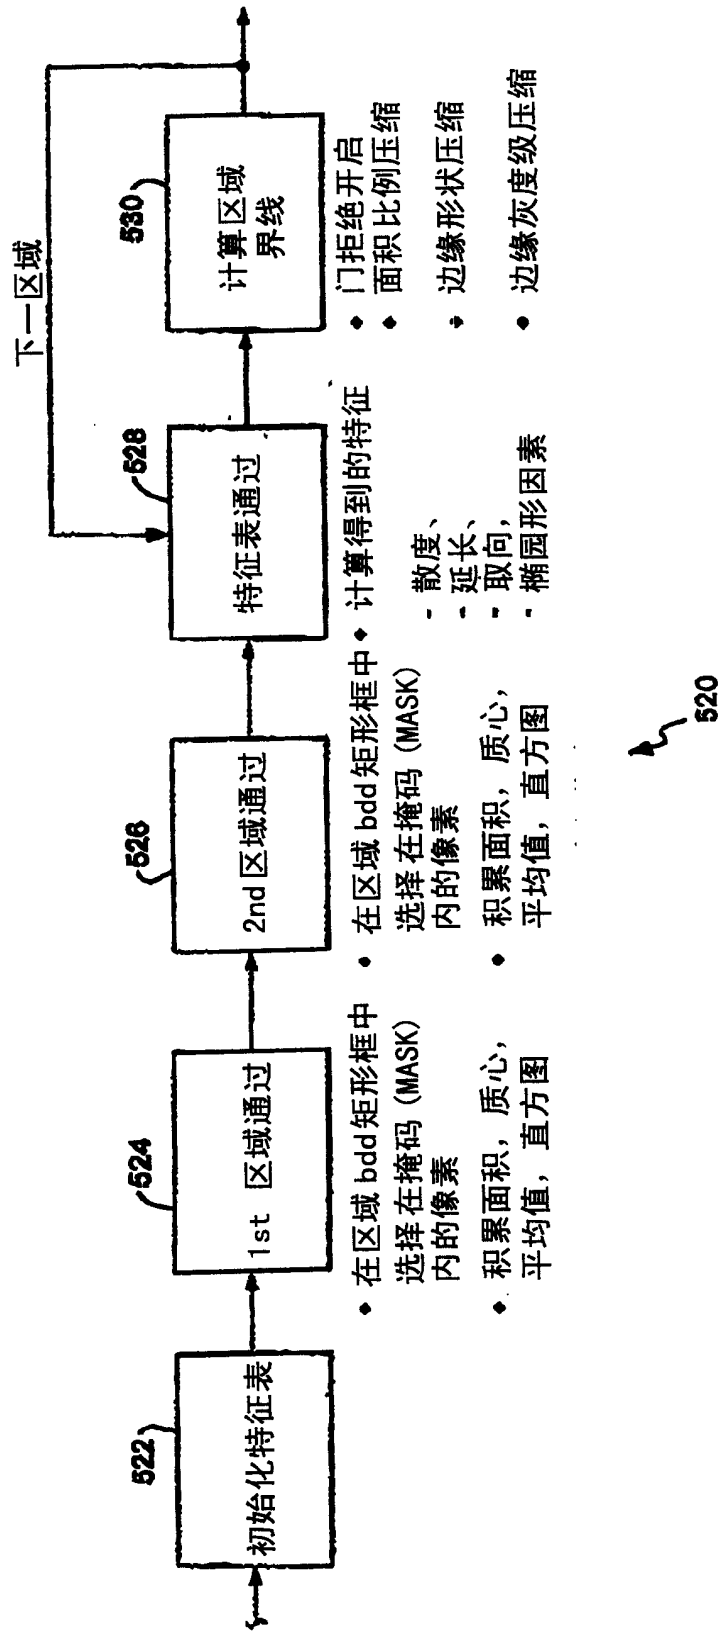 下一区域
522
初始化特征表
524
1st 区域通过
526
2nd 区域通过
528
特征表通过
530
计算区域
界线
◆ 在区域 bdd 矩形框中
选择在掩码 (MASK)
内的像素
◆ 积累面积，质心，
平均值，直方图
◆ 在区域 bdd 矩形框中
选择在掩码 (MASK)
内的像素
◆ 积累面积，质心，
平均值，直方图
◆ 计算得到的特征
- 散度、
- 延长、
- 取向，
- 椭园形因素
◆ 门拒绝开启
◆ 面积比例压缩
◆ 边缘形状压缩
◆ 边缘灰度级压缩
520